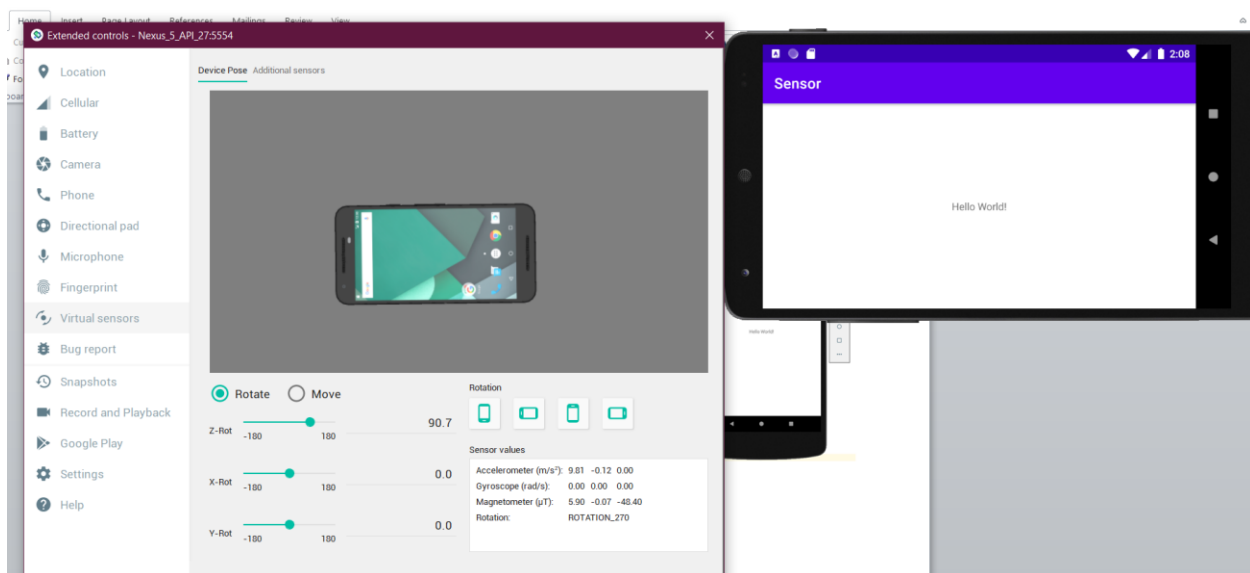 Home Insert Page Layout References Mailings Review View
Extended controls - Nexus_5_API_27:5554
Location
Cellular
Battery
Camera
Phone
Directional pad
Microphone
Fingerprint
Virtual sensors
Bug report
Snapshots
Record and Playback
Google Play
Settings
Help
Device Pose Additional sensors
Rotate Move
Z-Rot -180 180 90.7
X-Rot -180 180 0.0
Y-Rot -180 180 0.0
Rotation
Sensor values
Accelerometer (m/s²): 9.81 -0.12 0.00
Gyroscope (rad/s): 0.00 0.00 0.00
Magnetometer (μT): 5.90 -0.07 -48.40
Rotation: ROTATION_270
2:08
Sensor
Hello World!
Hello World!